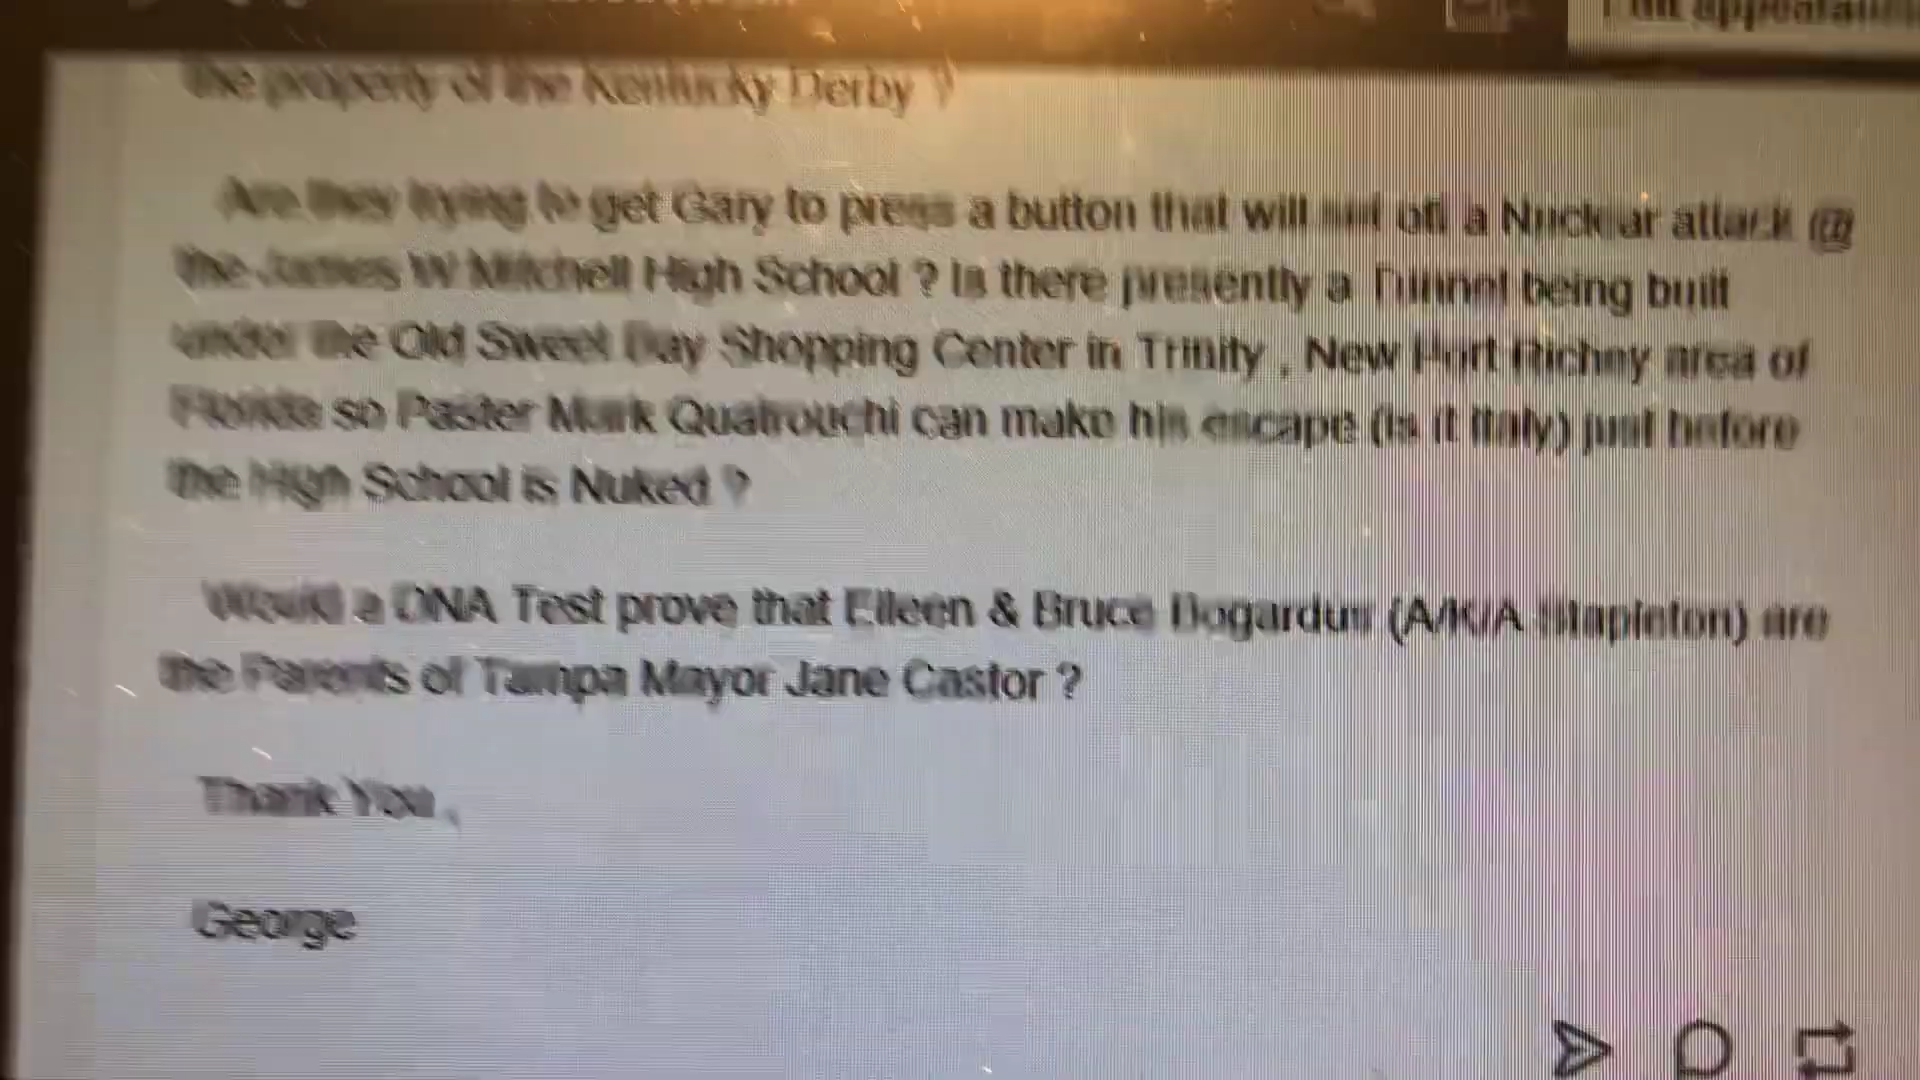 the property of the Kentucky Derby ?
Are they trying to get Gary to press a button that will set off a Nuclear attack @
the James W Mitchell High School ? Is there presently a Tunnel being built
under the Old Sweet Bay Shopping Center in Trinity , New Port Richey area of
Florida so Paster Mark Quatrouchi can make his escape (is it Italy) just before
the High School is Nuked ?
Would a DNA Test prove that Eileen & Bruce Bogardus (A/K/A Stapleton) are
the Parents of Tampa Mayor Jane Castor ?
Thank You ,
George